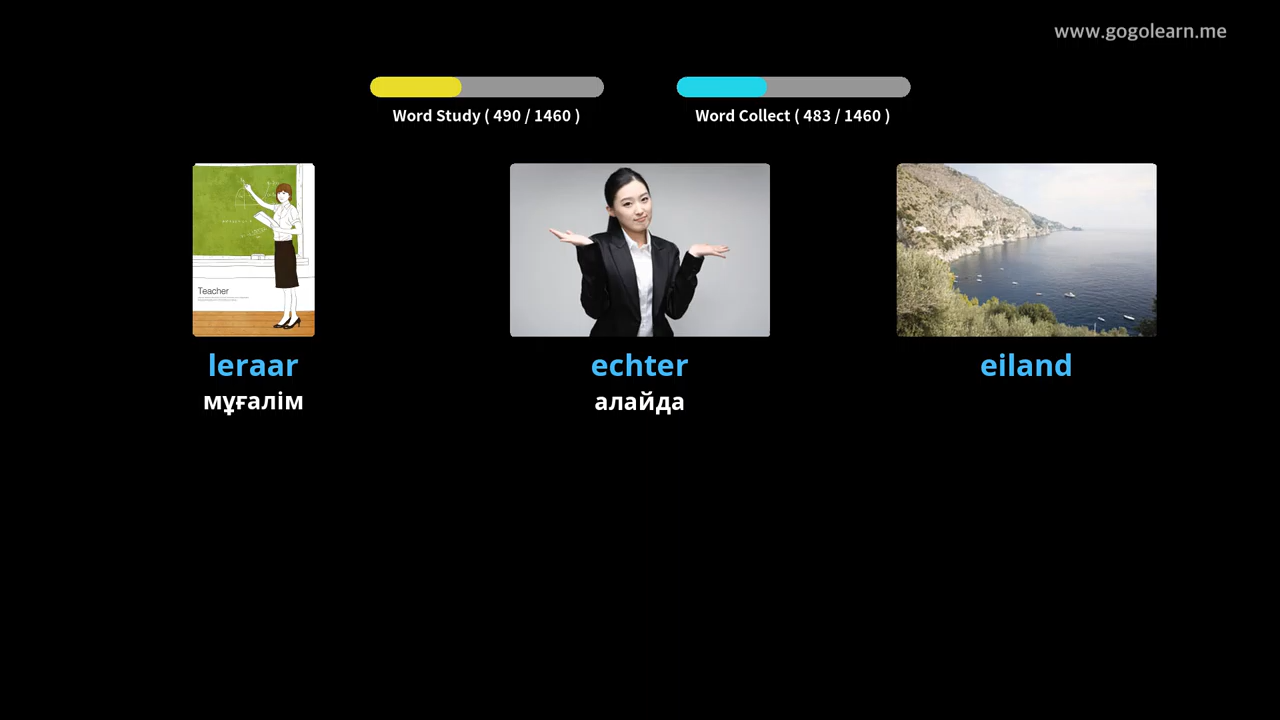 www.gogolearn.me
Word Study ( 490 / 1460 )
Word Collect ( 483 / 1460 )
Teacher
leraar
echter
eiland
мұғалім
алайда